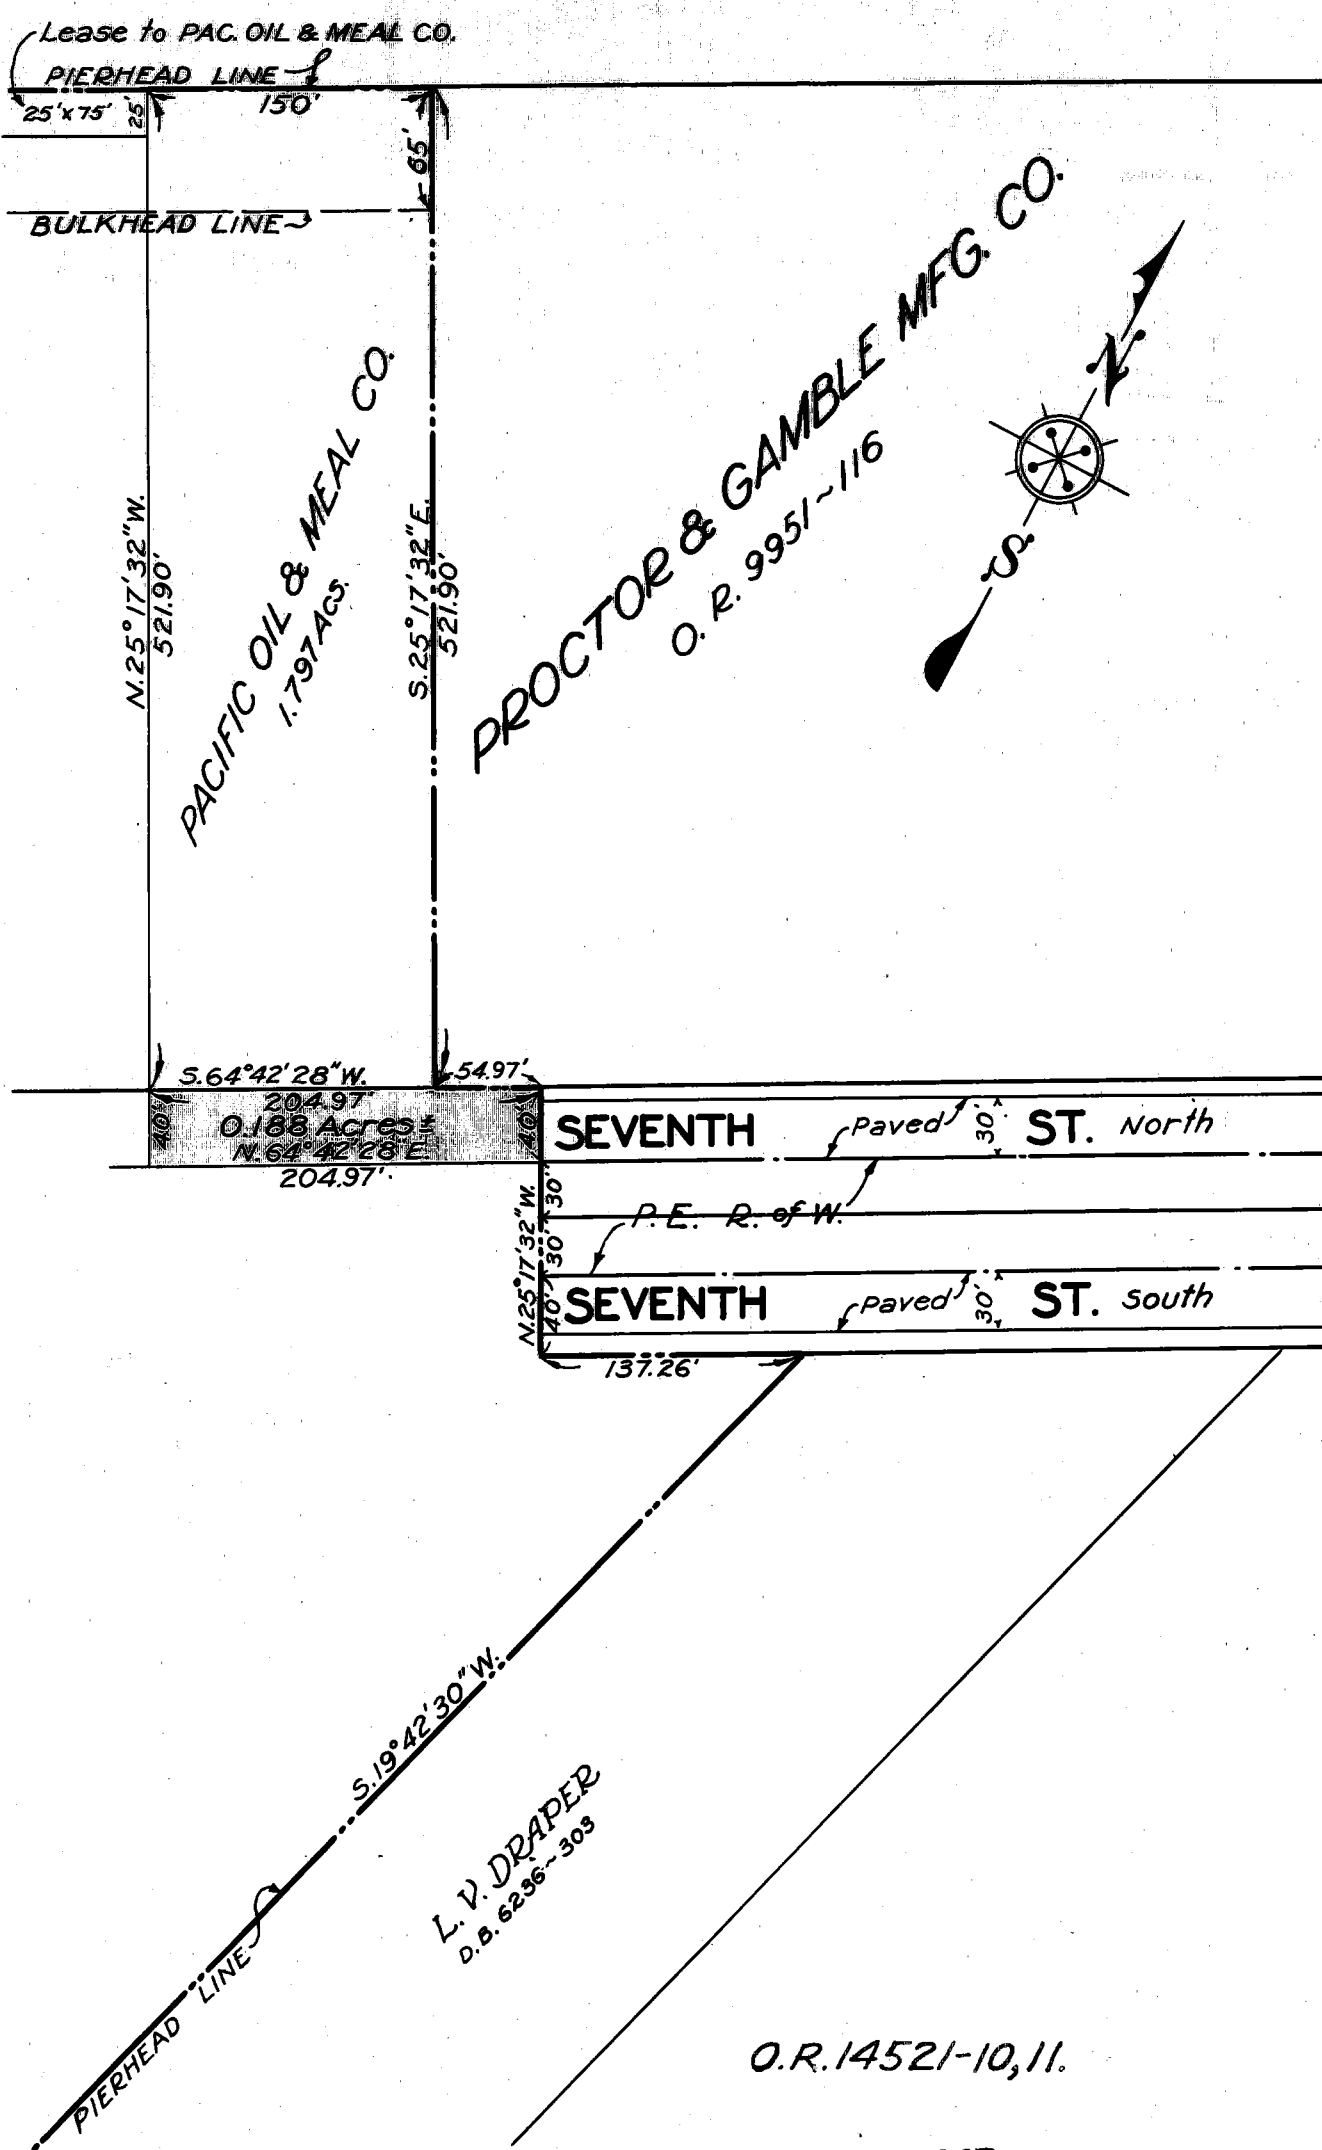 Lease to PAC. OIL & MEAL CO.
PIERHEAD LINE
25'x75'
25'
150'
65'
BULKHEAD LINE
PROCTOR & GAMBLE MFG. CO.
O. R. 9951~116
N.
S.
PACIFIC OIL & MEAL CO.
1.797 Acs.
N.25°17'32"W.
521.90'
S.25°17'32"E.
521.90'
S.64°42'28"W.
204.97'
54.97'
40'
0.188 Acres ±
40'
N.64°42'28"E.
204.97'
SEVENTH ST. North
Paved
30'
P.E. R. of W.
N.25°17'32"W.
30'
30'
40'
SEVENTH ST. South
Paved
30'
137.26'
S.19°42'30"W.
L. V. DRAPER
D.B. 6236~303
PIERHEAD LINE
O.R.14521-10,11.